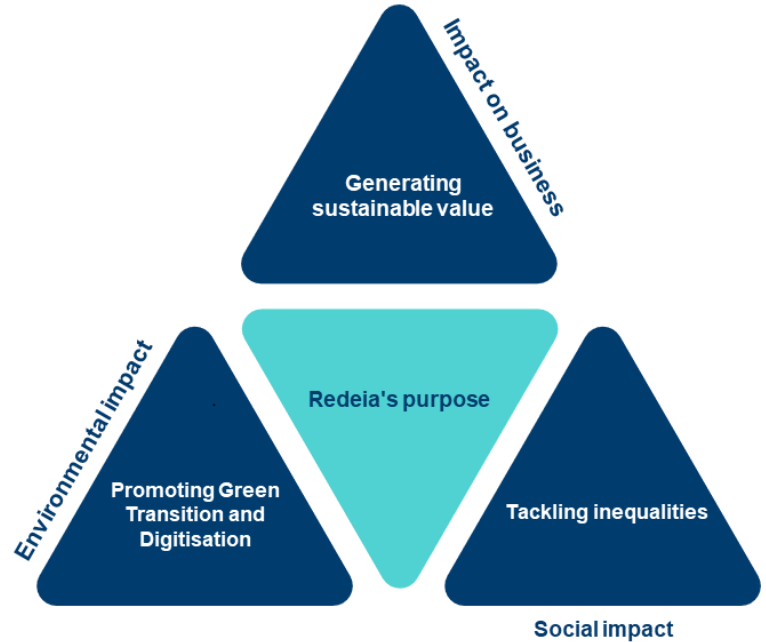 Impact on business
Generating
sustainable value
Environmental impact
Redeia's purpose
Promoting Green
Transition and
Digitisation
Tackling inequalities
Social impact